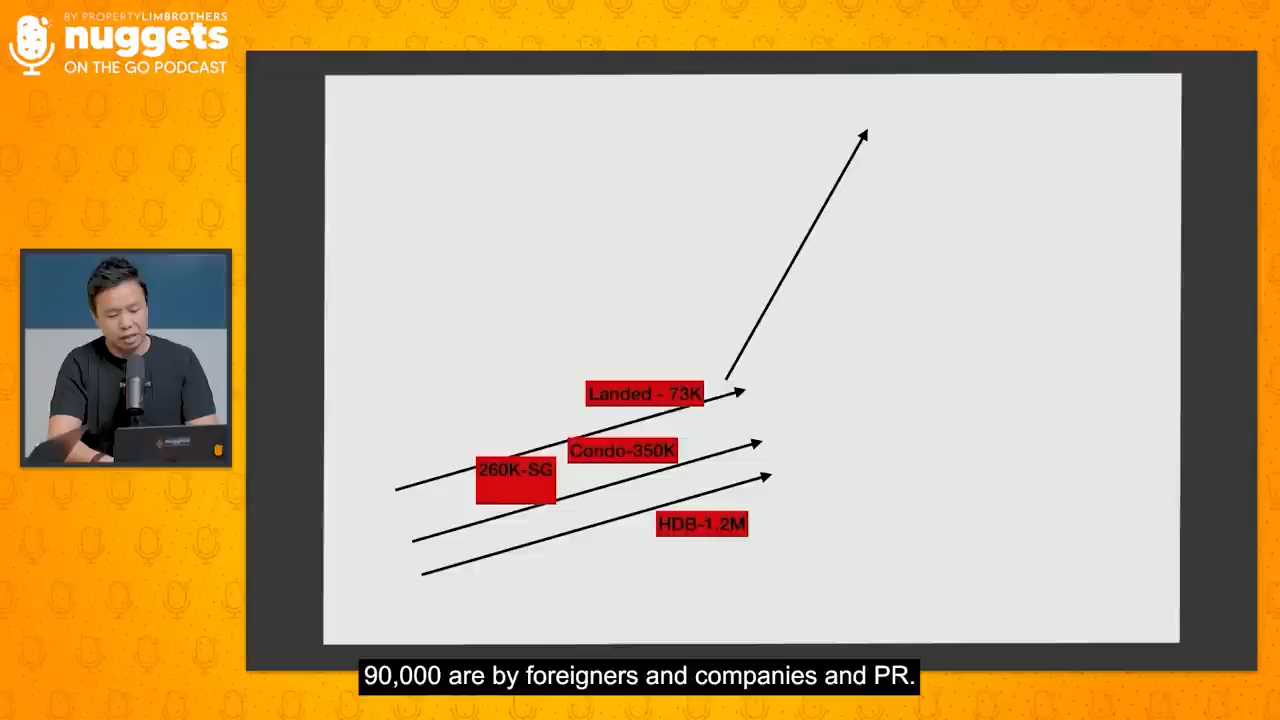 BY PROPERTYLIMBROTHERS
nuggets
ON THE GO PODCAST
Landed - 73K
Condo-350K
260K-SG
HDB-1.2M
90,000 are by foreigners and companies and PR.